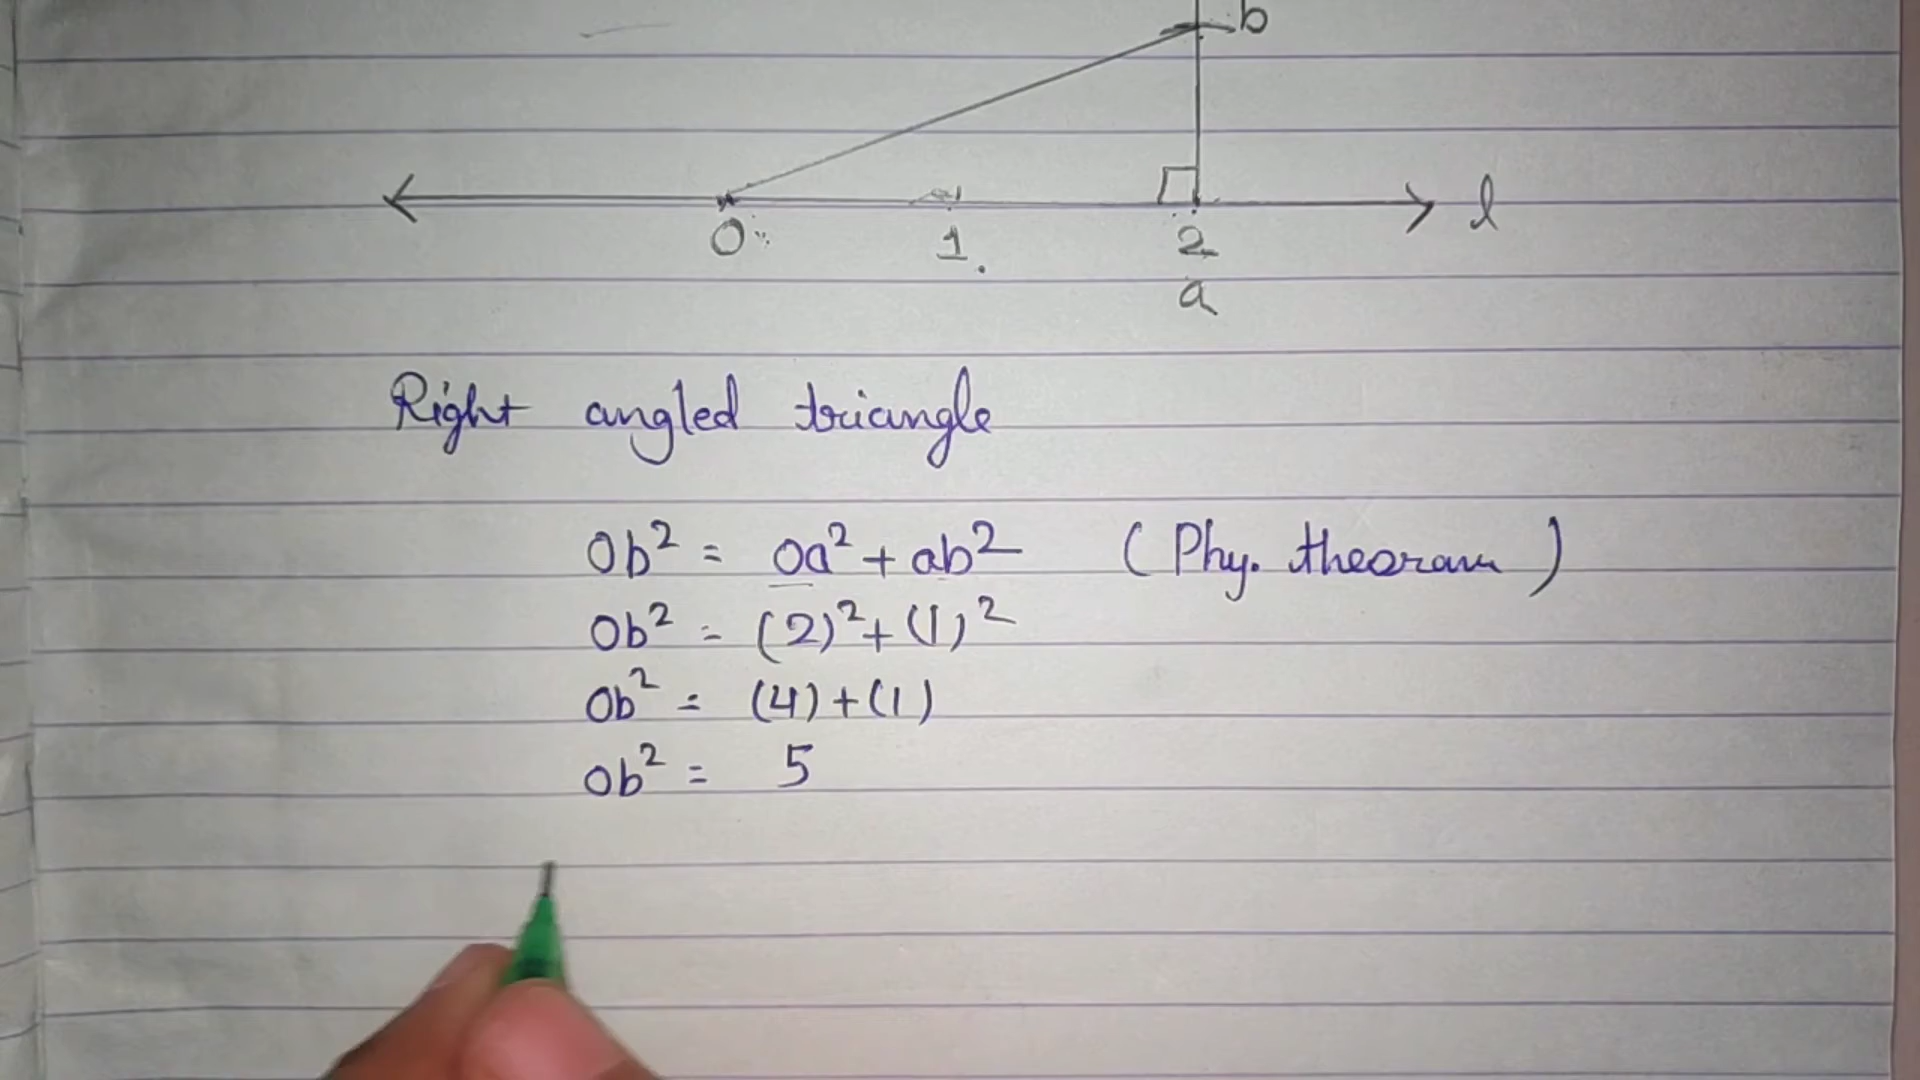 b
l
0 1. 2
a
Right angled triangle
Ob² = Oa² + ab² (Phy. theoram)
Ob² = (2)² + (1)²
Ob² = (4) + (1)
Ob² = 5